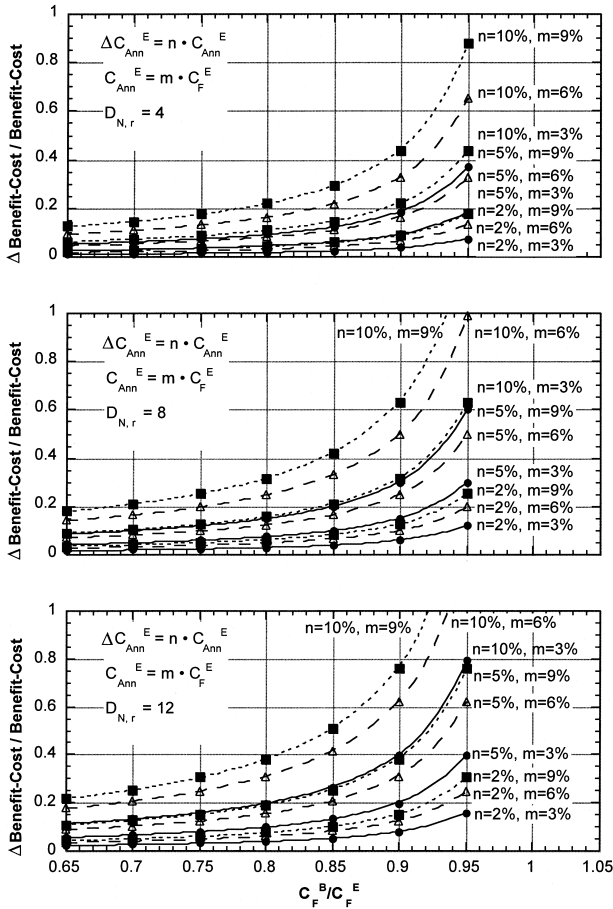 Δ Benefit-Cost / Benefit-Cost
1
0.8
0.6
0.4
0.2
0
ΔC_Ann^E = n • C_Ann^E
C_Ann^E = m • C_F^E
D_N, r = 4
n=10%, m=9%
n=10%, m=6%
n=10%, m=3%
n=5%, m=9%
n=5%, m=6%
n=5%, m=3%
n=2%, m=9%
n=2%, m=6%
n=2%, m=3%
Δ Benefit-Cost / Benefit-Cost
1
0.8
0.6
0.4
0.2
0
ΔC_Ann^E = n • C_Ann^E
C_Ann^E = m • C_F^E
D_N, r = 8
n=10%, m=9%
n=10%, m=6%
n=10%, m=3%
n=5%, m=9%
n=5%, m=6%
n=5%, m=3%
n=2%, m=9%
n=2%, m=6%
n=2%, m=3%
Δ Benefit-Cost / Benefit-Cost
1
0.8
0.6
0.4
0.2
0
ΔC_Ann^E = n • C_Ann^E
C_Ann^E = m • C_F^E
D_N, r = 12
n=10%, m=9%
n=10%, m=6%
n=10%, m=3%
n=5%, m=9%
n=5%, m=6%
n=5%, m=3%
n=2%, m=9%
n=2%, m=6%
n=2%, m=3%
0.65 0.7 0.75 0.8 0.85 0.9 0.95 1 1.05
C_F^B/C_F^E